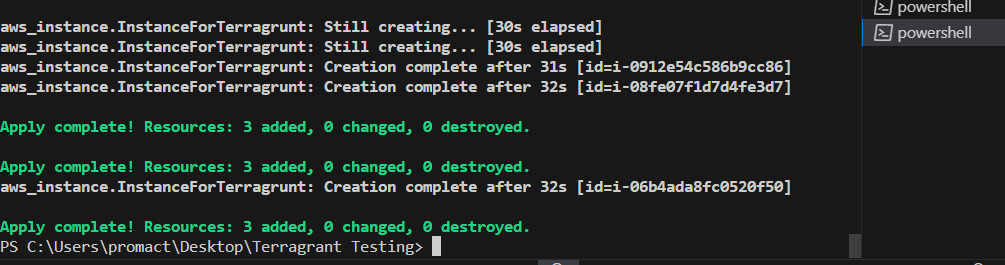 powershell
aws_instance.InstanceForTerragrunt: Still creating... [30s elapsed]
powershell
aws_instance.InstanceForTerragrunt: Still creating... [30s elapsed]
aws_instance.InstanceForTerragrunt: Creation complete after 31s [id=i-0912e54c586b9cc86]
aws_instance.InstanceForTerragrunt: Creation complete after 32s [id=i-08fe07f1d7d4fe3d7]
Apply complete! Resources: 3 added, 0 changed, 0 destroyed.
Apply complete! Resources: 3 added, 0 changed, 0 destroyed.
aws_instance.InstanceForTerragrunt: Creation complete after 32s [id=i-06b4ada8fc0520f50]
Apply complete! Resources: 3 added, 0 changed, 0 destroyed.
PS C:\Users\promact\Desktop\Terragrant Testing>